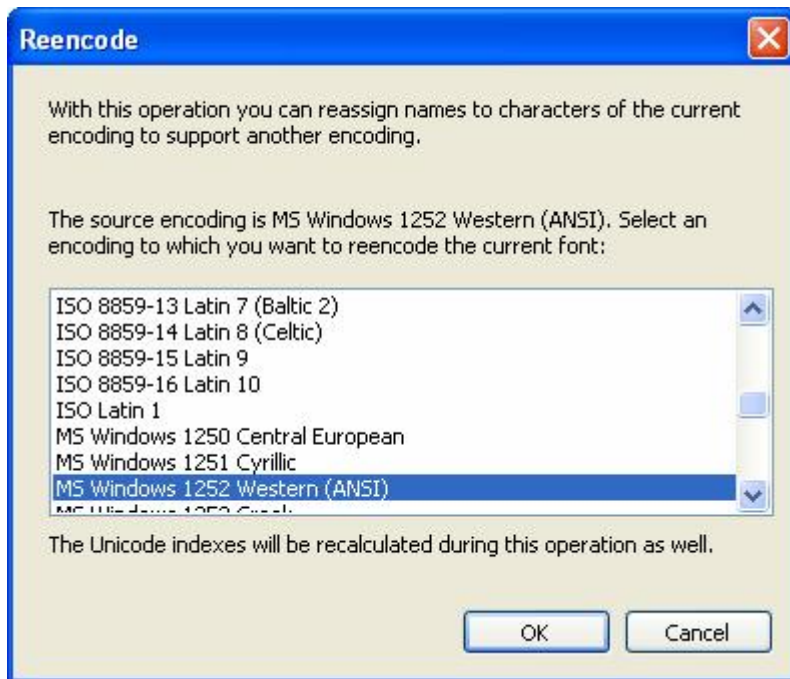 Reencode
With this operation you can reassign names to characters of the current
encoding to support another encoding.
The source encoding is MS Windows 1252 Western (ANSI). Select an
encoding to which you want to reencode the current font:
ISO 8859-13 Latin 7 (Baltic 2)
ISO 8859-14 Latin 8 (Celtic)
ISO 8859-15 Latin 9
ISO 8859-16 Latin 10
ISO Latin 1
MS Windows 1250 Central European
MS Windows 1251 Cyrillic
MS Windows 1252 Western (ANSI)
MS Windows 1253 Greek
The Unicode indexes will be recalculated during this operation as well.
OK
Cancel